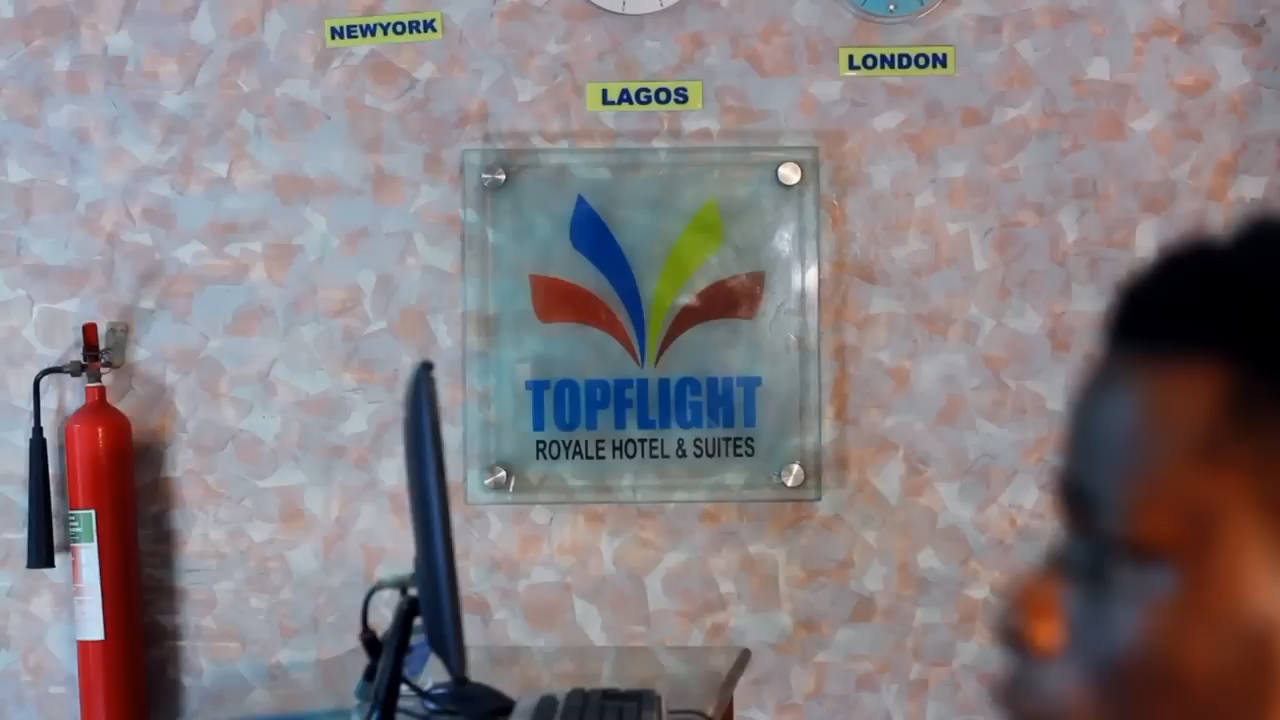 NEWYORK
LAGOS
LONDON
TOPFLIGHT
ROYALE HOTEL & SUITES